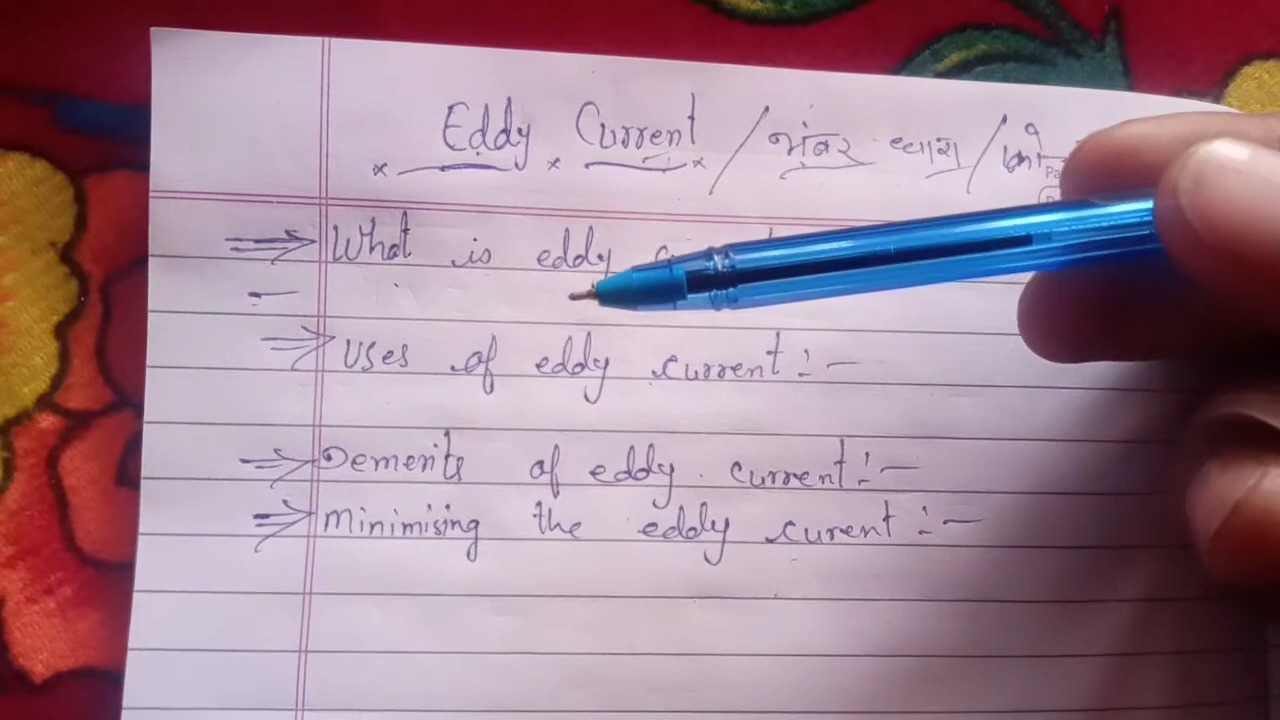 Eddy Current / भंवर धारा /
What is eddy
Uses of eddy current :-
Demerits of eddy current :-
Minimising the eddy curent :-